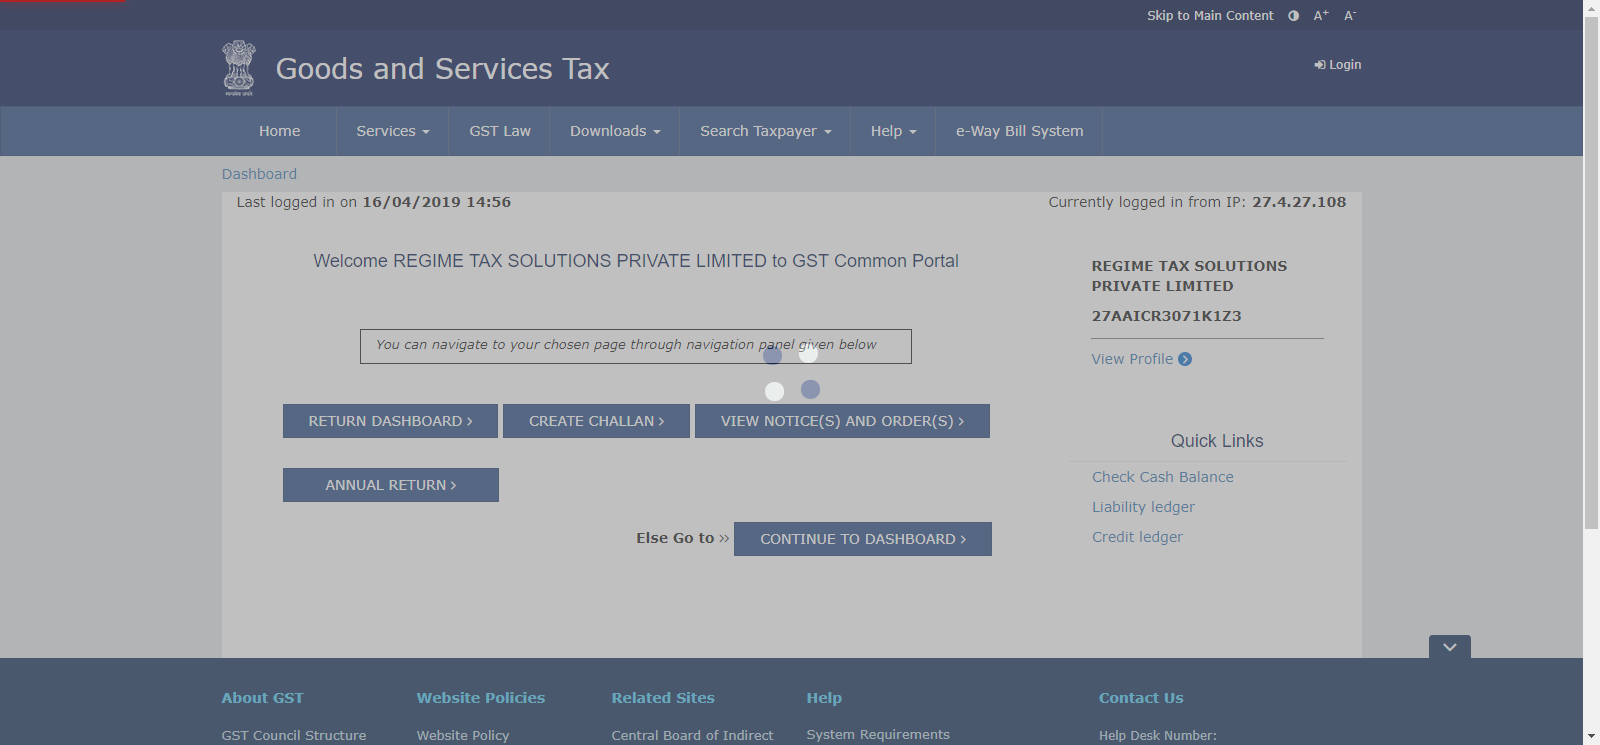 Skip to Main Content A+ A-
Goods and Services Tax
Login
Home Services GST Law Downloads Search Taxpayer Help e-Way Bill System
Dashboard
Last logged in on 16/04/2019 14:56
Currently logged in from IP: 27.4.27.108
Welcome REGIME TAX SOLUTIONS PRIVATE LIMITED to GST Common Portal
You can navigate to your chosen page through navigation panel given below
RETURN DASHBOARD > CREATE CHALLAN > VIEW NOTICE(S) AND ORDER(S) >
ANNUAL RETURN >
Else Go to >> CONTINUE TO DASHBOARD >
REGIME TAX SOLUTIONS
PRIVATE LIMITED
27AAICR3071K1Z3
View Profile
Quick Links
Check Cash Balance
Liability ledger
Credit ledger
About GST Website Policies Related Sites Help Contact Us
GST Council Structure Website Policy Central Board of Indirect System Requirements Help Desk Number: